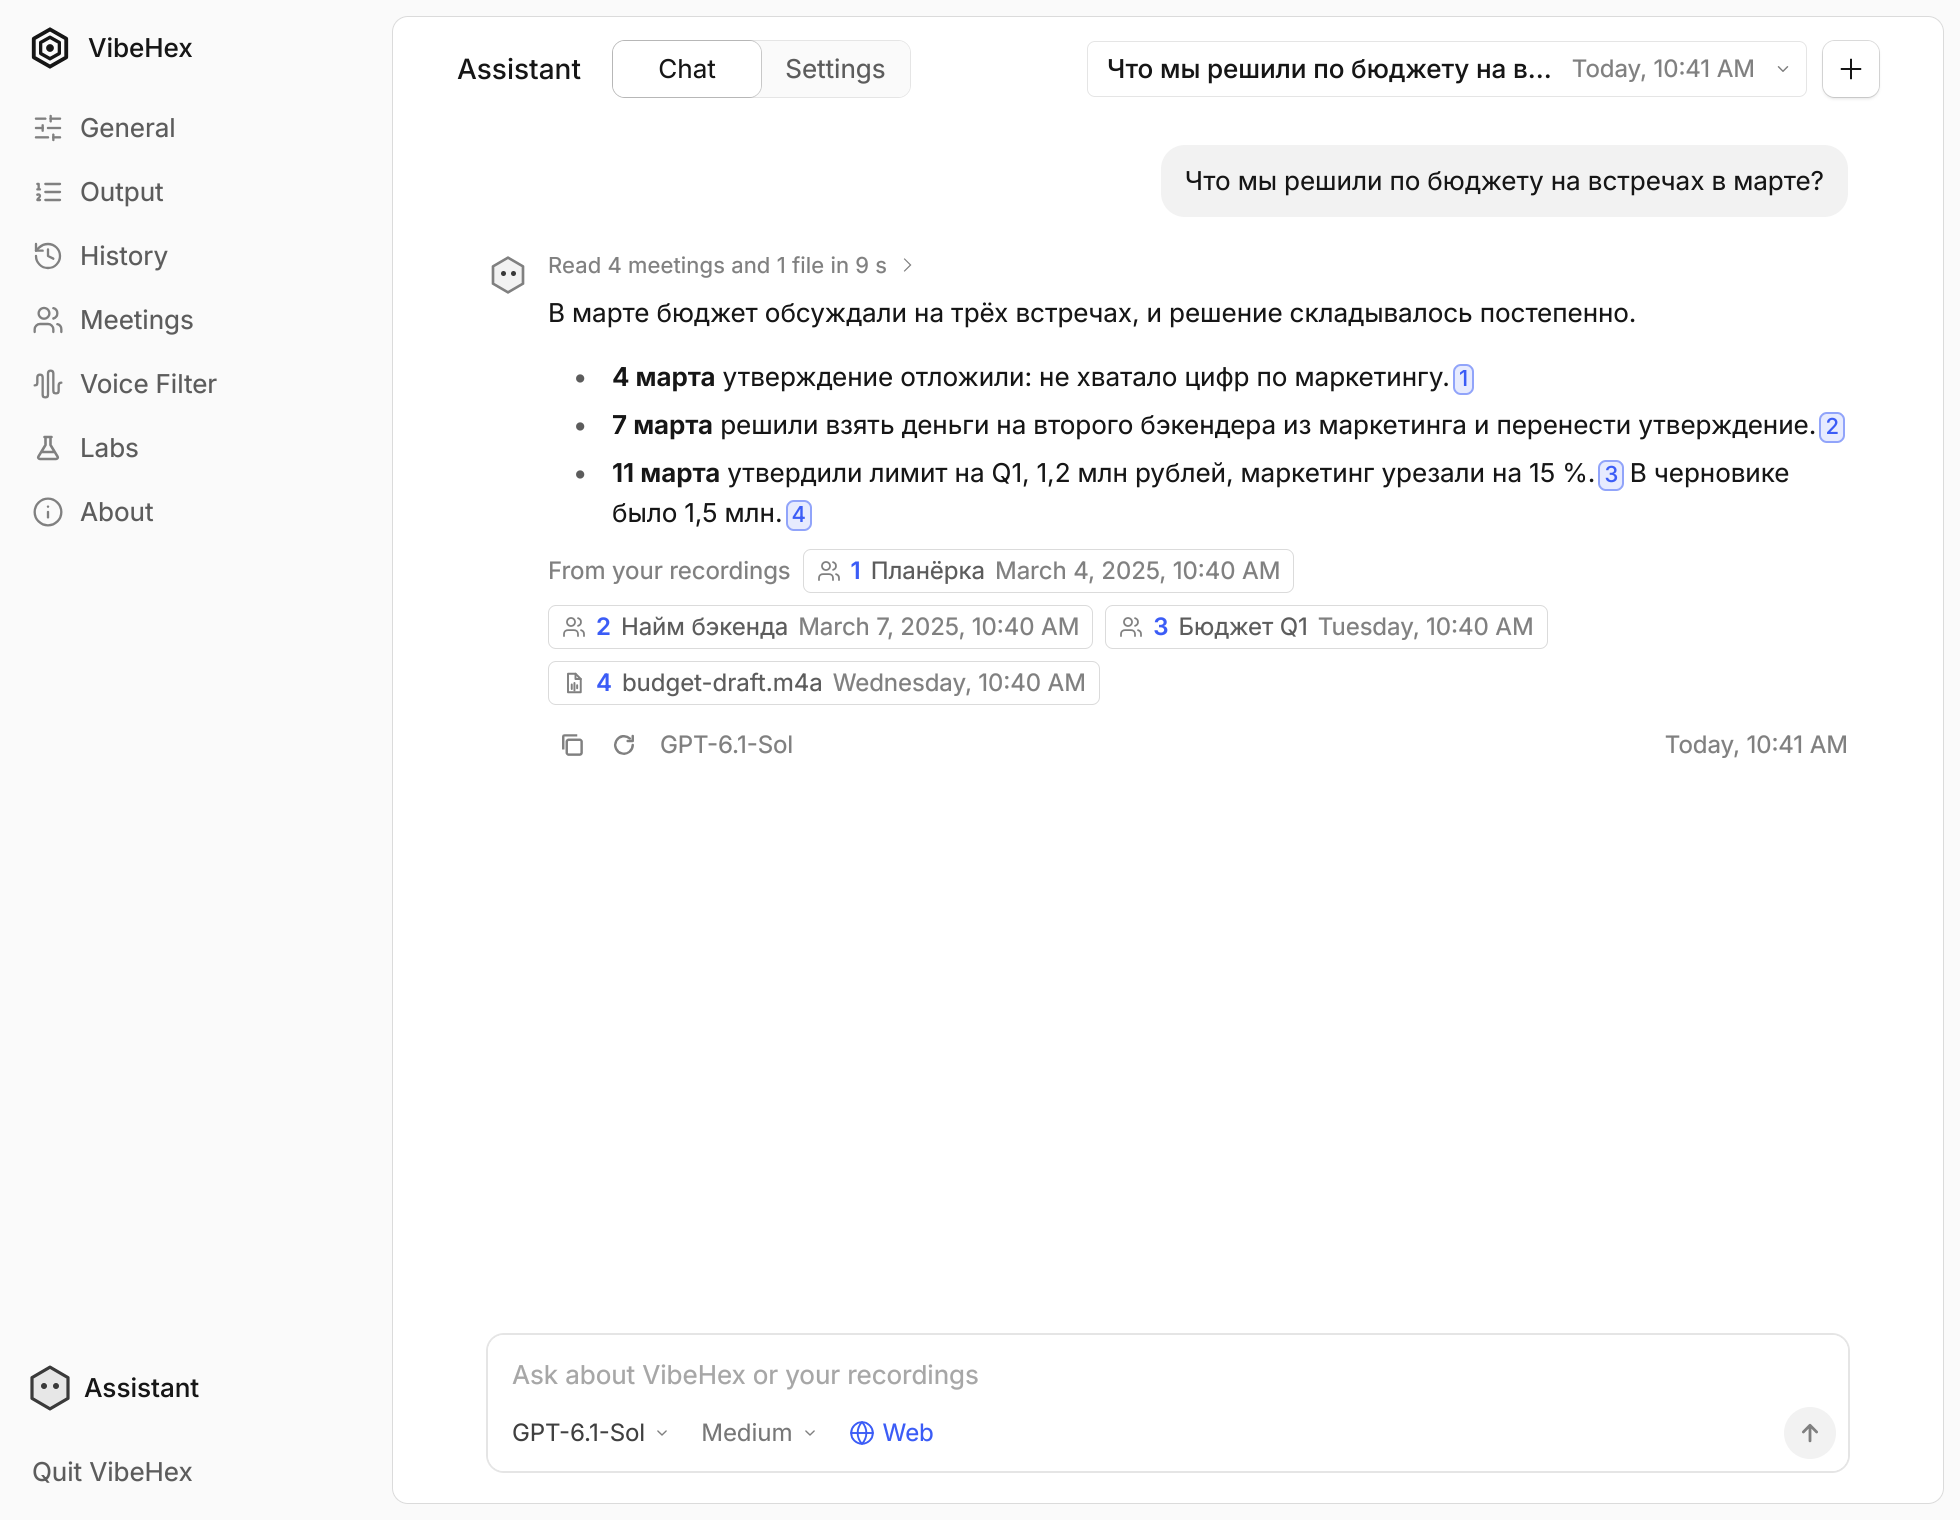 VibeHex
General
Output
History
Meetings
Voice Filter
Labs
About
Assistant
Quit VibeHex
Assistant
Chat
Settings
Что мы решили по бюджету на в... Today, 10:41 AM
Что мы решили по бюджету на встречах в марте?
Read 4 meetings and 1 file in 9 s
В марте бюджет обсуждали на трёх встречах, и решение складывалось постепенно.
4 марта утверждение отложили: не хватало цифр по маркетингу. 1
7 марта решили взять деньги на второго бэкендера из маркетинга и перенести утверждение. 2
11 марта утвердили лимит на Q1, 1,2 млн рублей, маркетинг урезали на 15 %. 3 В черновике
было 1,5 млн. 4
From your recordings 1 Планёрка March 4, 2025, 10:40 AM
2 Найм бэкенда March 7, 2025, 10:40 AM 3 Бюджет Q1 Tuesday, 10:40 AM
4 budget-draft.m4a Wednesday, 10:40 AM
GPT-6.1-Sol Today, 10:41 AM
Ask about VibeHex or your recordings
GPT-6.1-Sol Medium Web